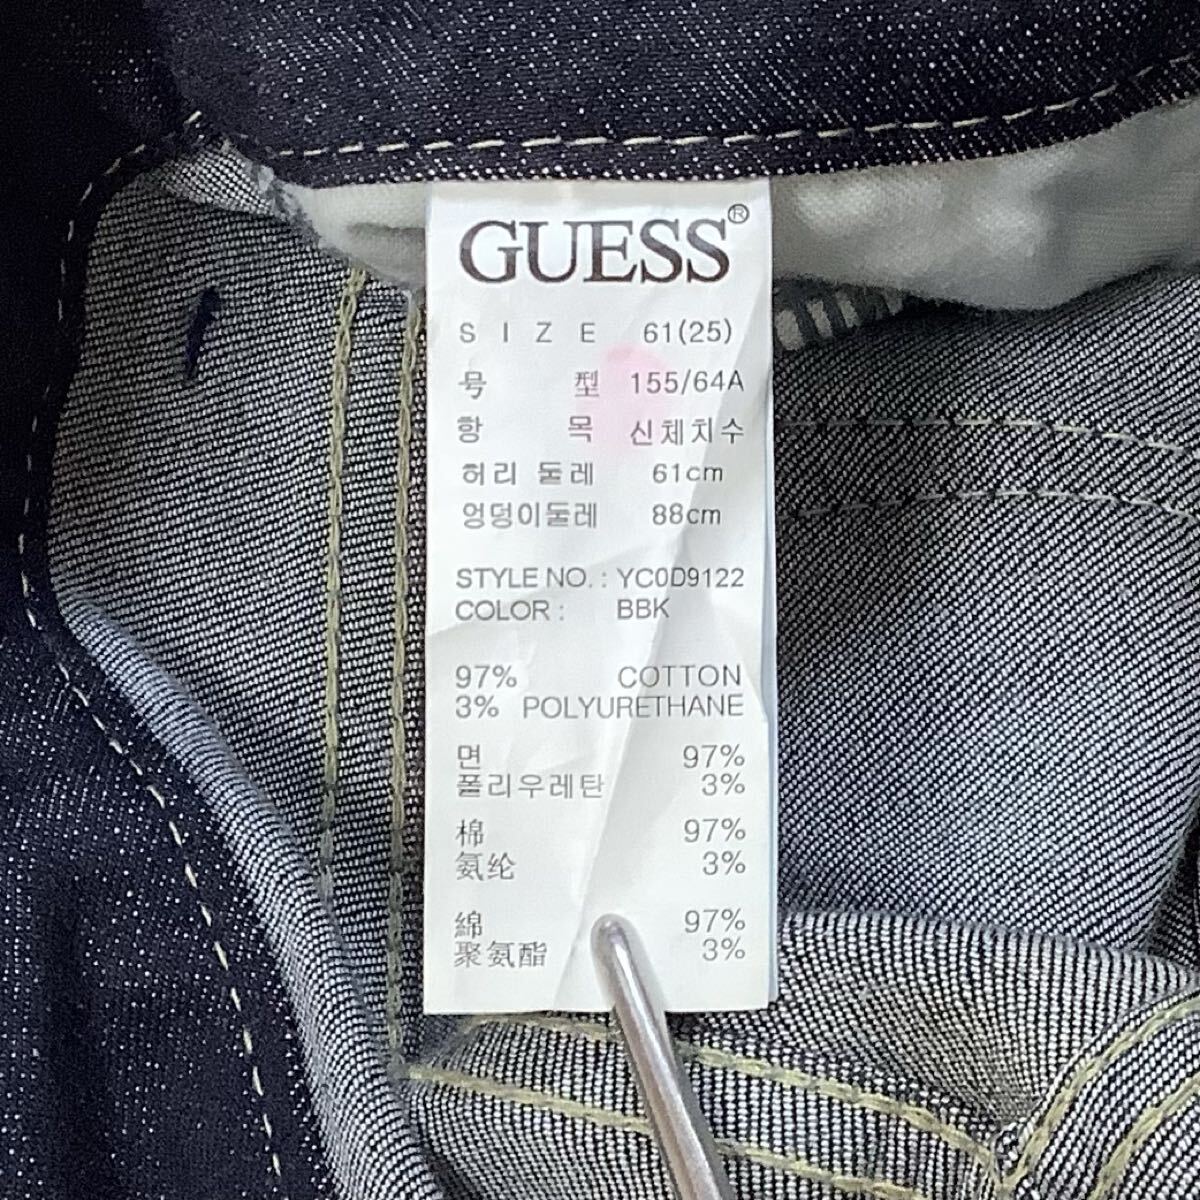 GUESS®
SIZE 61(25)
号型 155/64A
항목 신체치수
허리둘레 61cm
엉덩이둘레 88cm
STYLE NO.: YC0D9122
COLOR: BBK
97% COTTON
3% POLYURETHANE
면 97%
폴리우레탄 3%
棉 97%
氨纶 3%
綿 97%
聚氨酯 3%